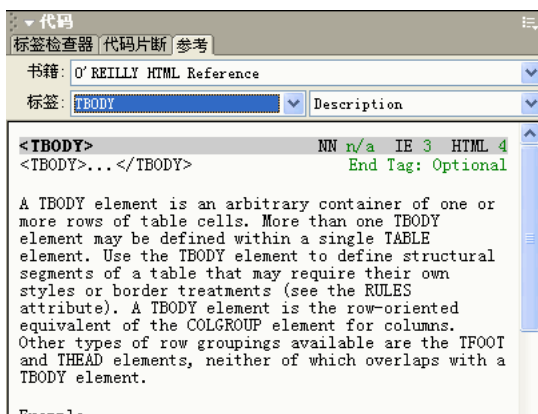 代码
标签检查器 代码片断 参考
书籍: O'REILLY HTML Reference
标签: TBODY Description
<TBODY> NN n/a IE 3 HTML 4
<TBODY>...</TBODY> End Tag: Optional
A TBODY element is an arbitrary container of one or
more rows of table cells. More than one TBODY
element may be defined within a single TABLE
element. Use the TBODY element to define structural
segments of a table that may require their own
styles or border treatments (see the RULES
attribute). A TBODY element is the row-oriented
equivalent of the COLGROUP element for columns.
Other types of row groupings available are the TFOOT
and THEAD elements, neither of which overlaps with a
TBODY element.